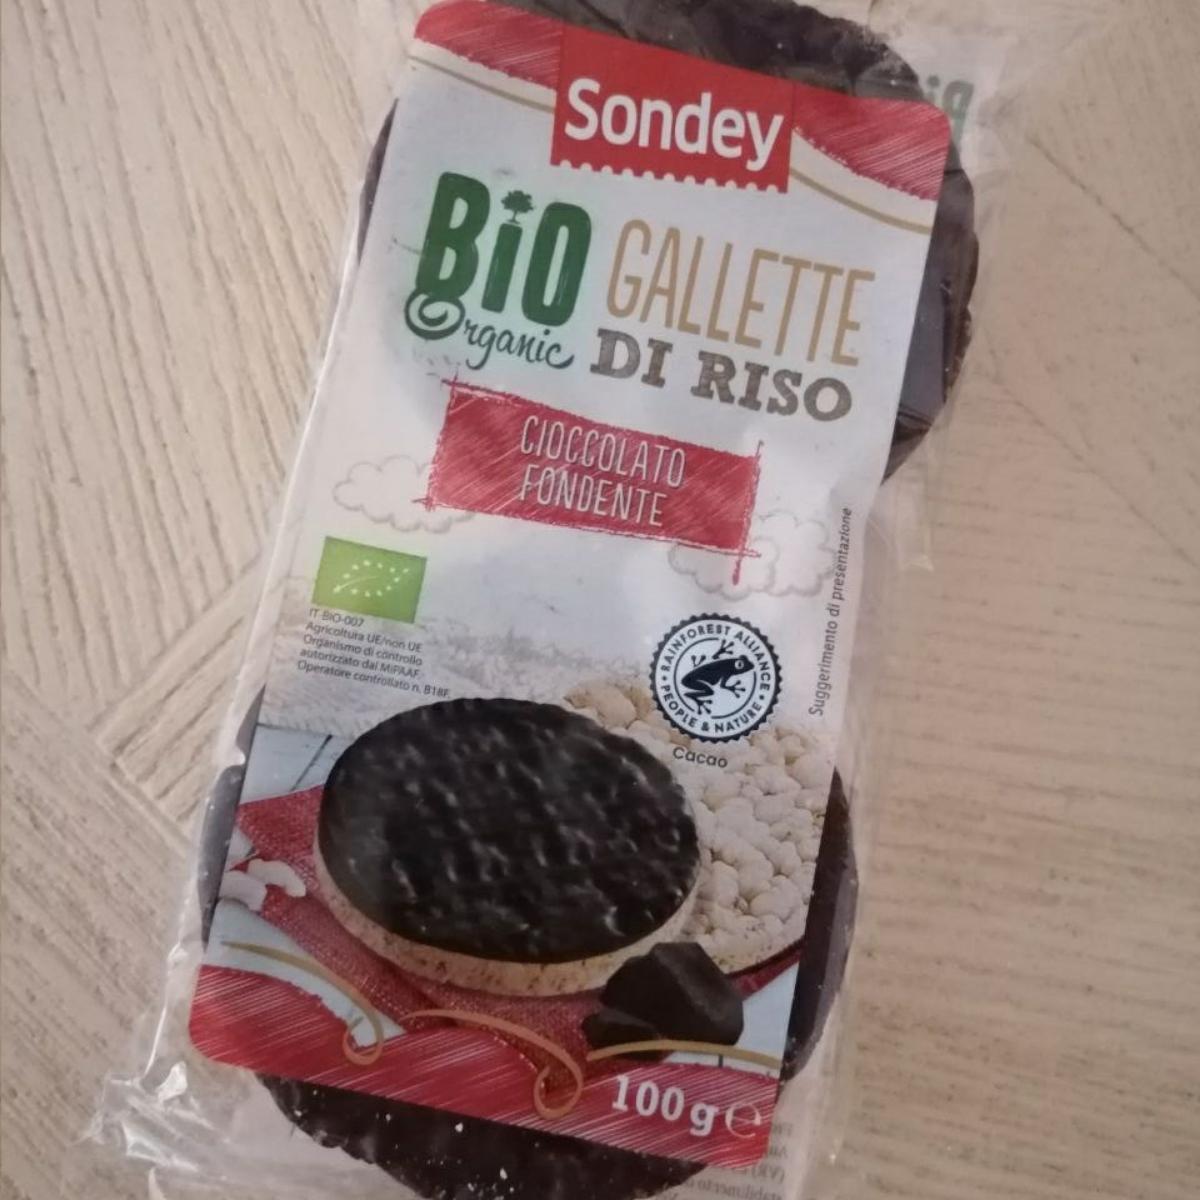 Sondey
BiO
Organic
GALLETTE
DI RISO
CIOCCOLATO
FONDENTE
IT-BIO-007
Agricoltura UE/non UE
Organismo di controllo
autorizzato dal MiPAAF
Operatore controllato n. B18F
RAINFOREST ALLIANCE
PEOPLE & NATURE
Cacao
Suggerimento di presentazione
100g℮